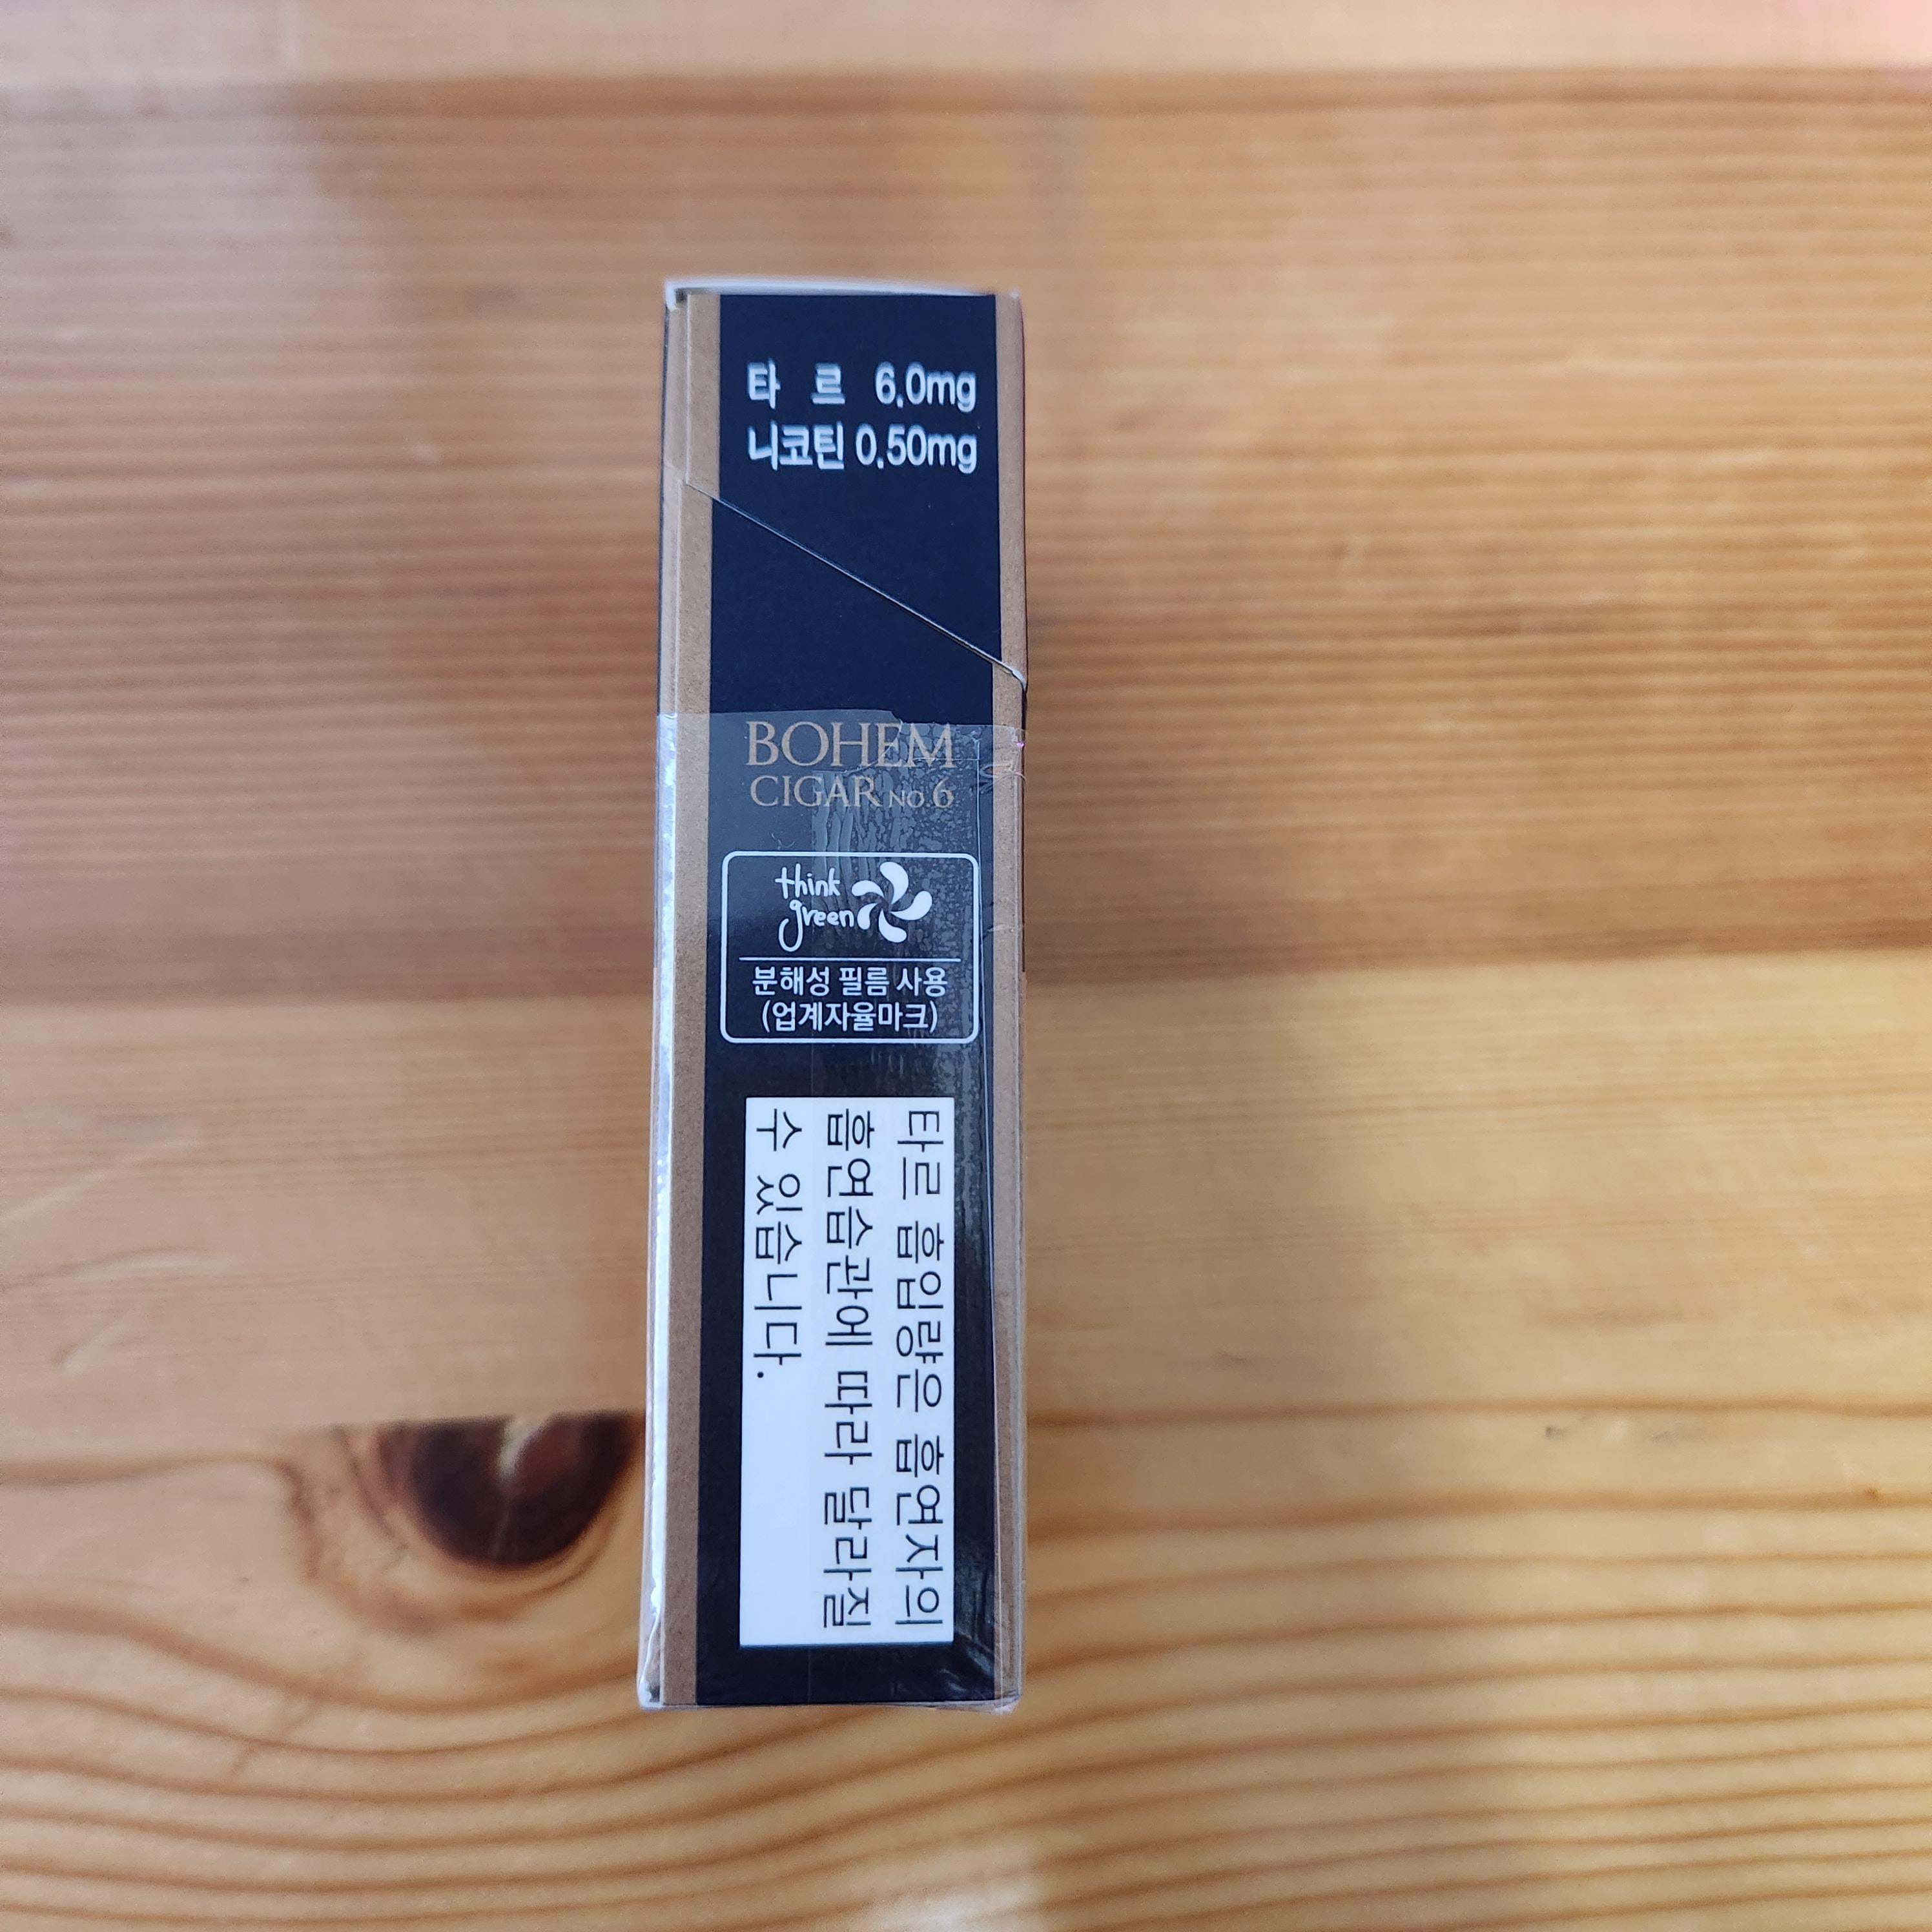 타 르 6.0mg
니코틴 0.50mg
BOHEM
CIGAR NO.6
think
green
분해성 필름 사용
(업계자율마크)
타르 흡입량은 흡연자의
흡연습관에 따라 달라질
수 있습니다.